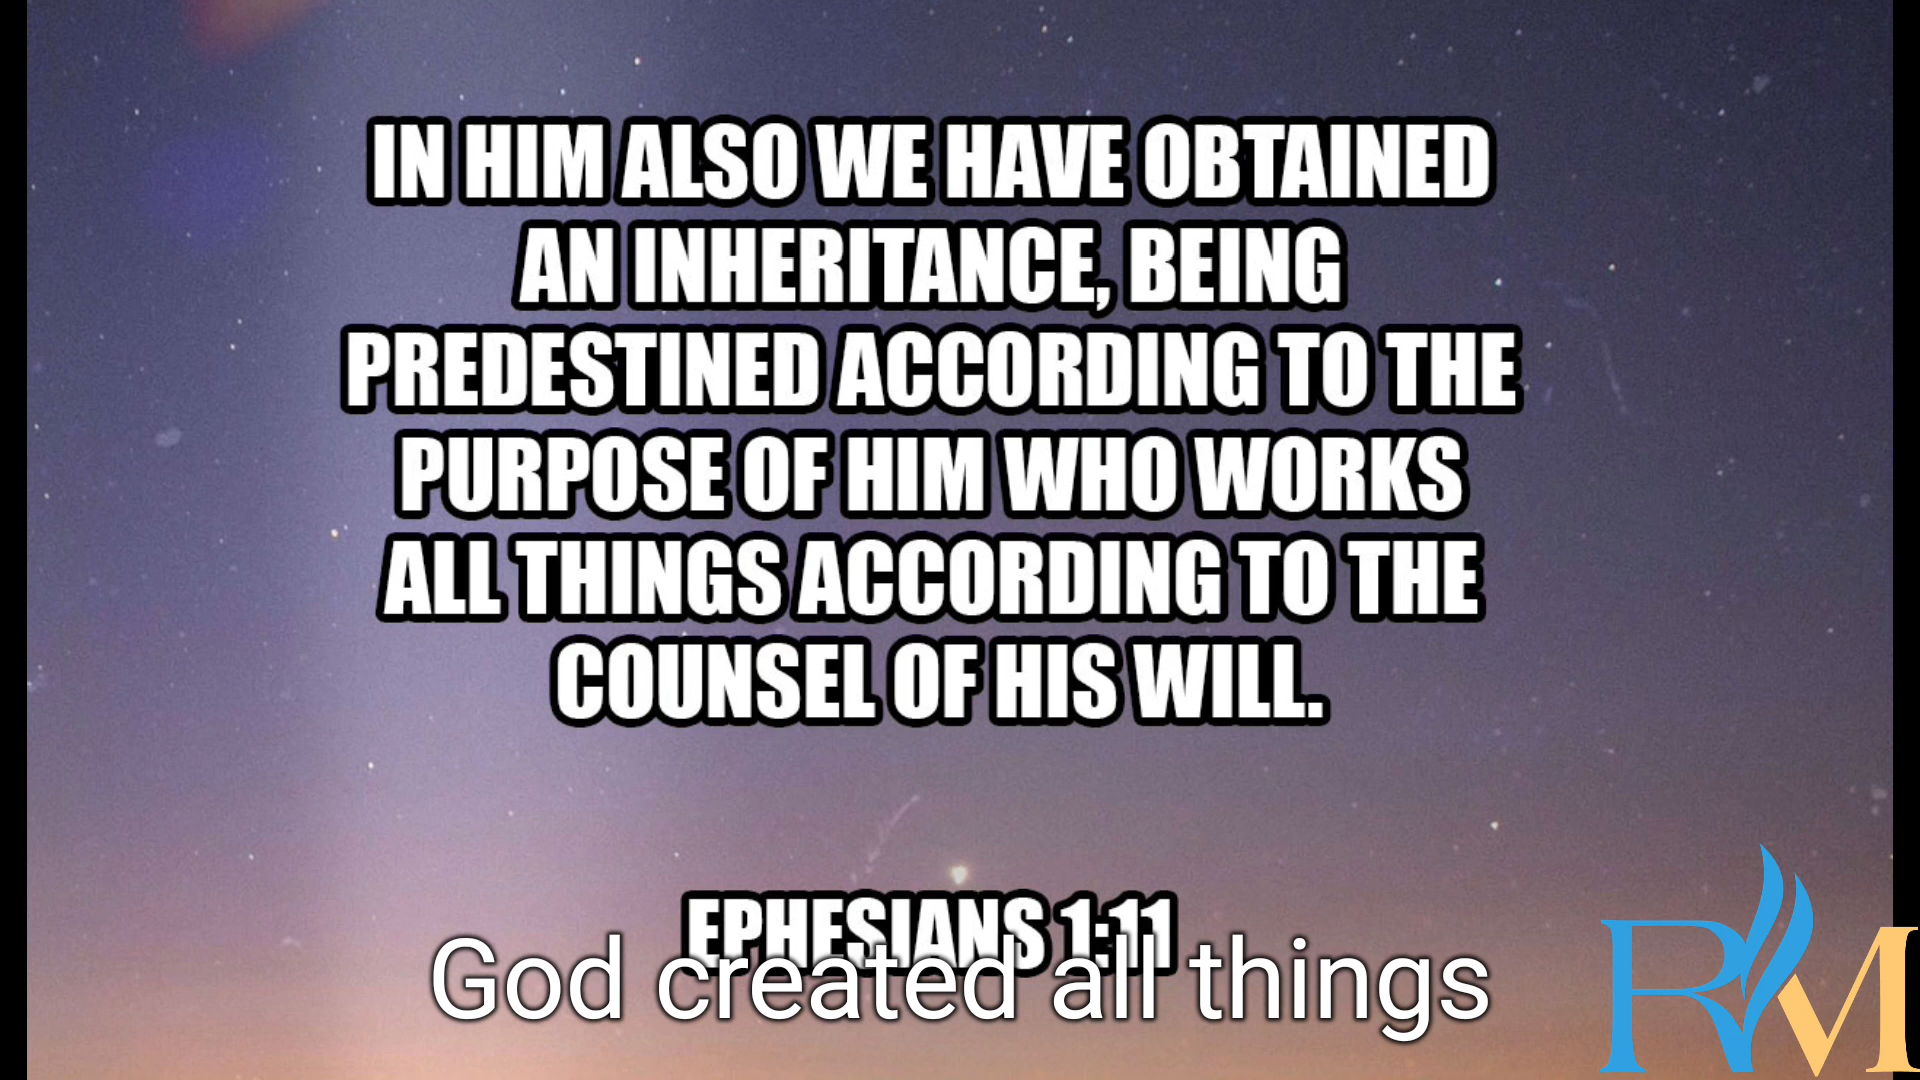 IN HIM ALSO WE HAVE OBTAINED
AN INHERITANCE, BEING
PREDESTINED ACCORDING TO THE
PURPOSE OF HIM WHO WORKS
ALL THINGS ACCORDING TO THE
COUNSEL OF HIS WILL.
EPHESIANS 1:11
God created all things
RM